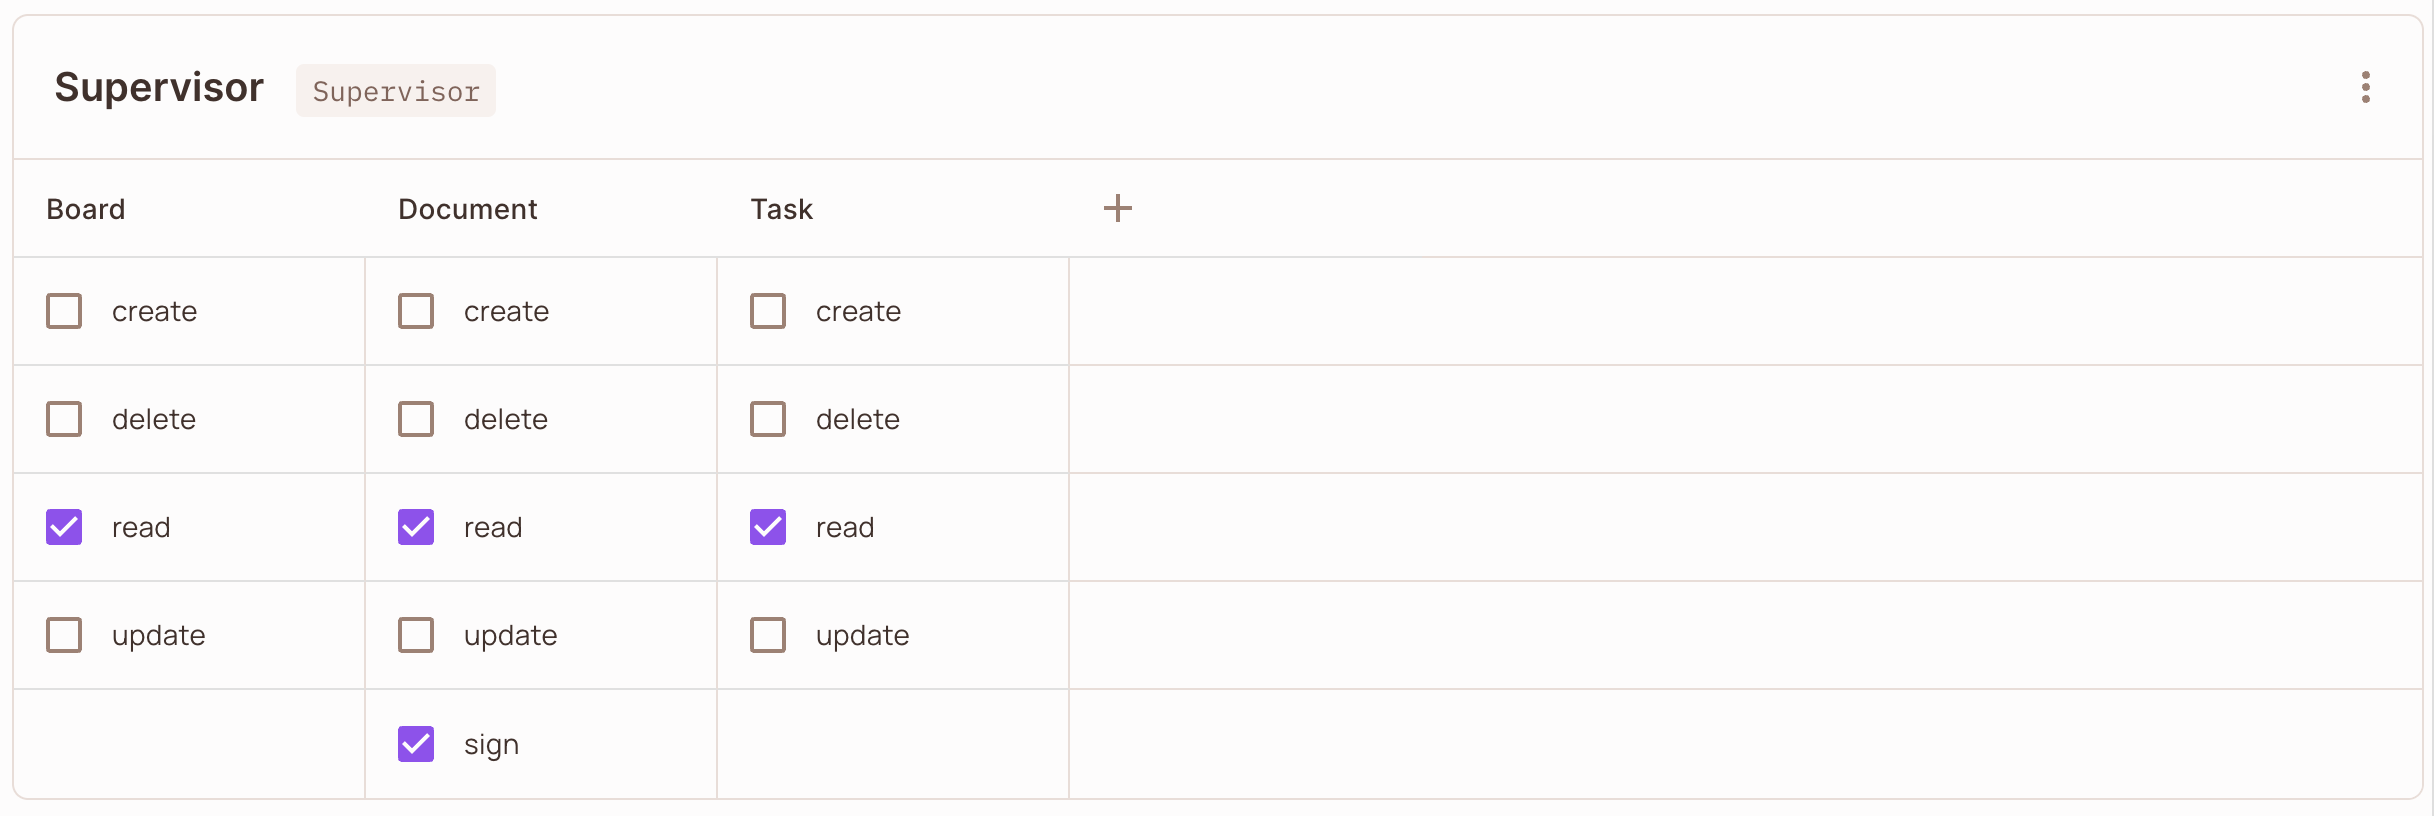 Supervisor Supervisor
Board Document Task
create create create
delete delete delete
read read read
update update update
sign